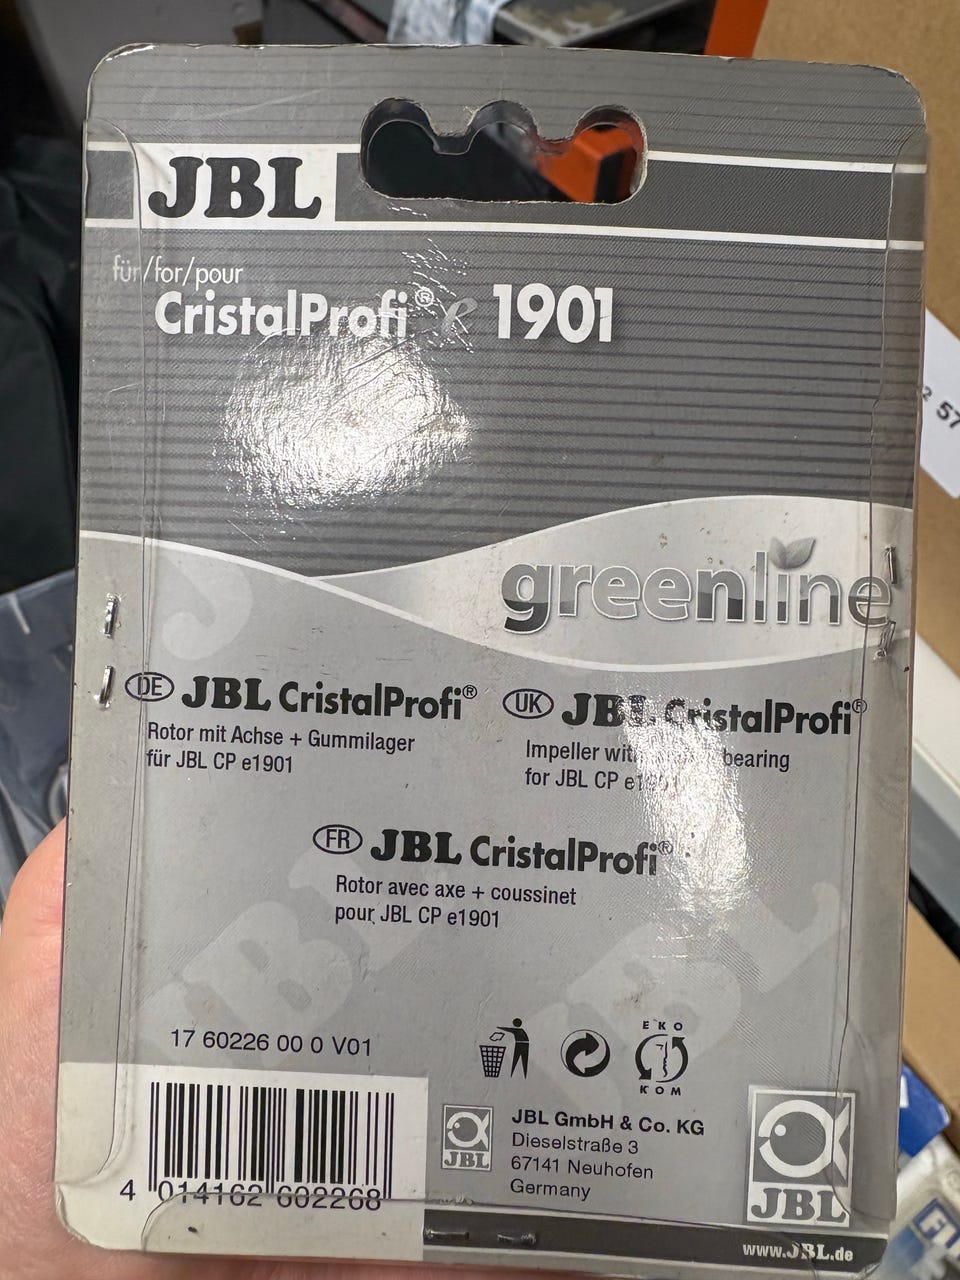 JBL
für/for/pour
CristalProfi® e 1901
greenline
DE JBL CristalProfi®
Rotor mit Achse + Gummilager
für JBL CP e1901
UK JBL CristalProfi®
Impeller with bearing
for JBL CP e1901
FR JBL CristalProfi®
Rotor avec axe + coussinet
pour JBL CP e1901
17 60226 00 0 V01
EKO
KOM
4 014162 602268
JBL
JBL GmbH & Co. KG
Dieselstraße 3
67141 Neuhofen
Germany
JBL
www.JBL.de
57